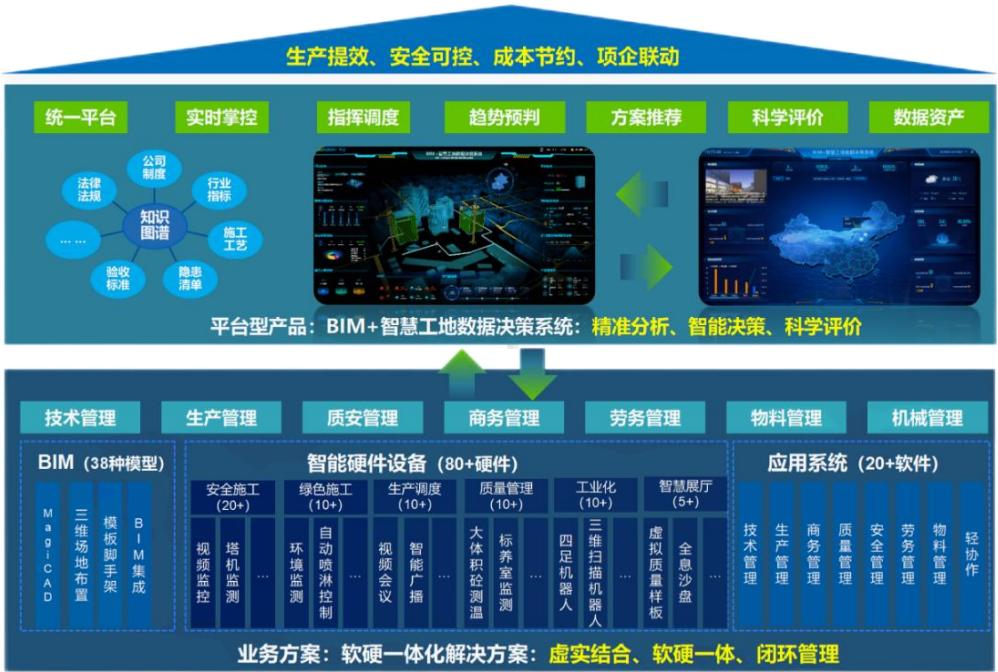 生产提效、安全可控、成本节约、项企联动
统一平台
实时掌控
指挥调度
趋势预判
方案推荐
科学评价
数据资产
知识
图谱
公司
制度
行业
指标
施工
工艺
隐患
清单
验收
标准
... ...
法律
法规
平台型产品：BIM+智慧工地数据决策系统：精准分析、智能决策、科学评价
技术管理
生产管理
质安管理
商务管理
劳务管理
物料管理
机械管理
BIM（38种模型）
MagiCAD
三维场地布置
模板脚手架
BIM集成
智能硬件设备（80+硬件）
安全施工
(20+)
视频监控
塔机监测
...
绿色施工
(10+)
环境监测
自动喷淋控制
...
生产调度
(10+)
视频会议
智能广播
...
质量管理
(10+)
大体积砼测温
标养室监测
...
工业化
(10+)
四足机器人
三维扫描机器人
...
智慧展厅
(5+)
虚拟质量样板
全息沙盘
...
应用系统（20+软件）
技术管理
生产管理
商务管理
质量管理
安全管理
劳务管理
物料管理
轻协作
业务方案：软硬一体化解决方案：虚实结合、软硬一体、闭环管理